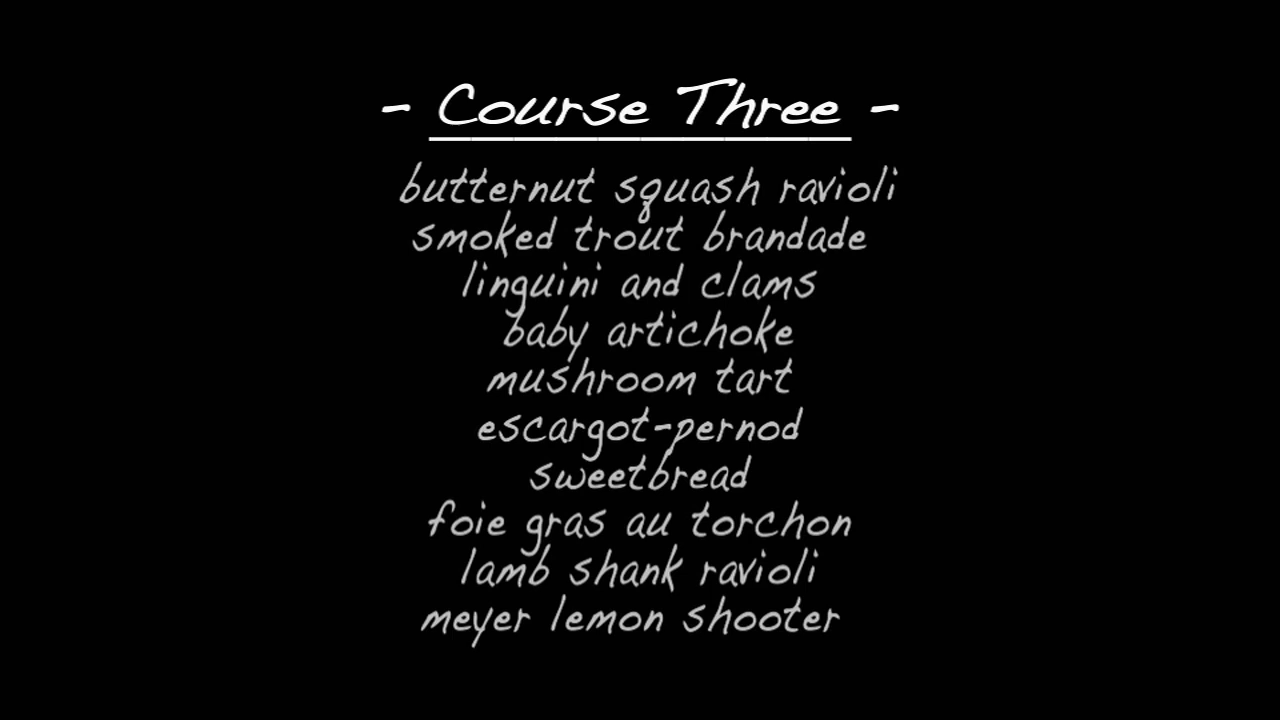 - Course Three -
butternut squash ravioli
smoked trout brandade
linguini and clams
baby artichoke
mushroom tart
escargot-pernod
sweetbread
foie gras au torchon
lamb shank ravioli
meyer lemon shooter